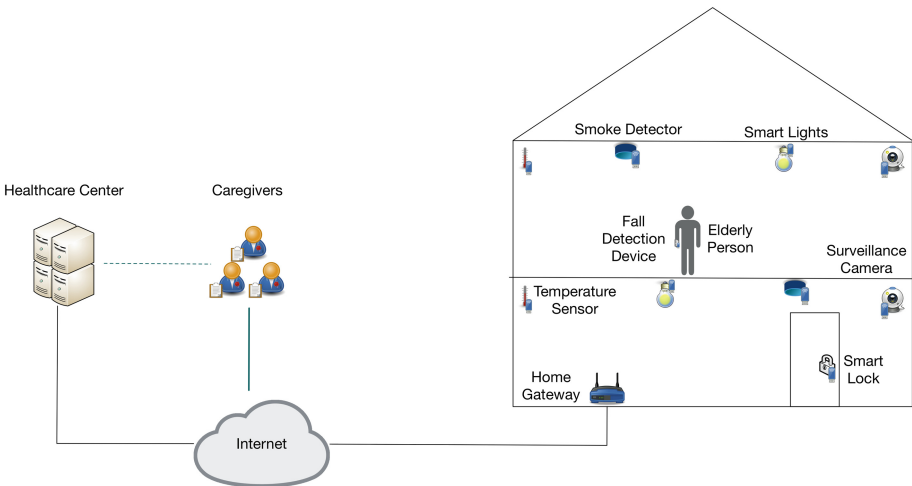 Smoke Detector
Smart Lights
Healthcare Center
Caregivers
Fall
Detection
Device
Elderly
Person
Surveillance
Camera
Temperature
Sensor
Smart
Lock
Home
Gateway
Internet